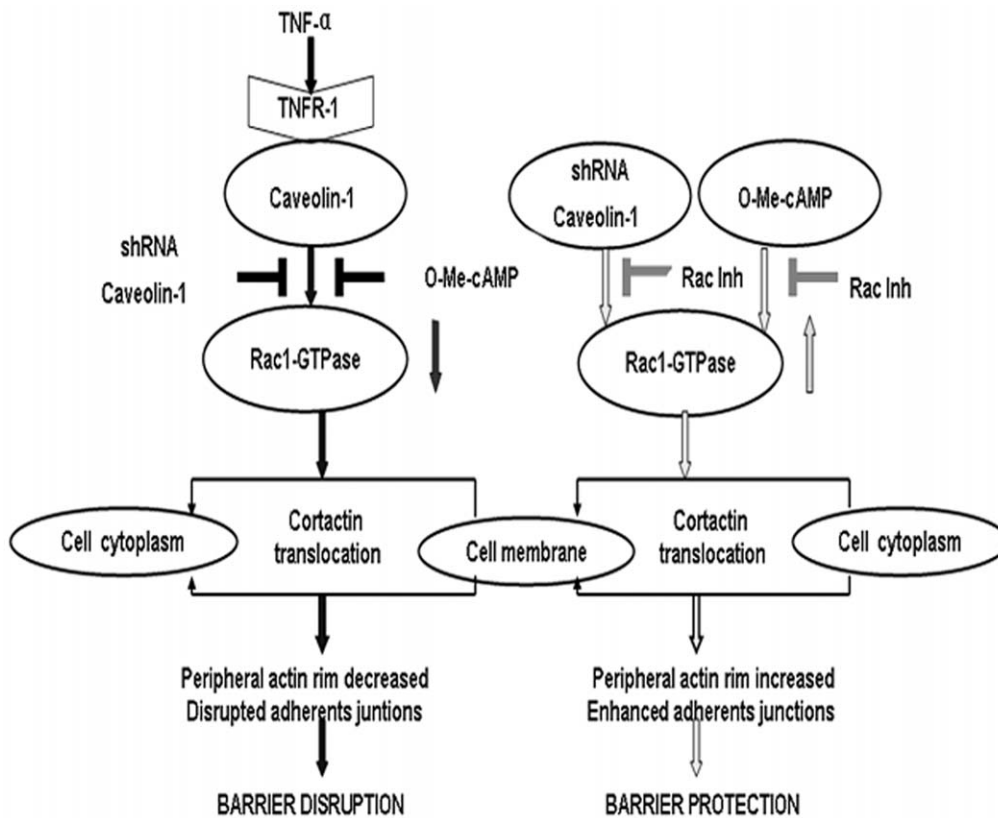 TNF-α
TNFR-1
Caveolin-1
shRNA
Caveolin-1
O-Me-cAMP
Rac1-GTPase
Cell cytoplasm
Cortactin
translocation
Cell membrane
Peripheral actin rim decreased
Disrupted adherents juntions
BARRIER DISRUPTION
shRNA
Caveolin-1
O-Me-cAMP
Rac Inh
Rac Inh
Rac1-GTPase
Cortactin
translocation
Cell cytoplasm
Peripheral actin rim increased
Enhanced adherents junctions
BARRIER PROTECTION